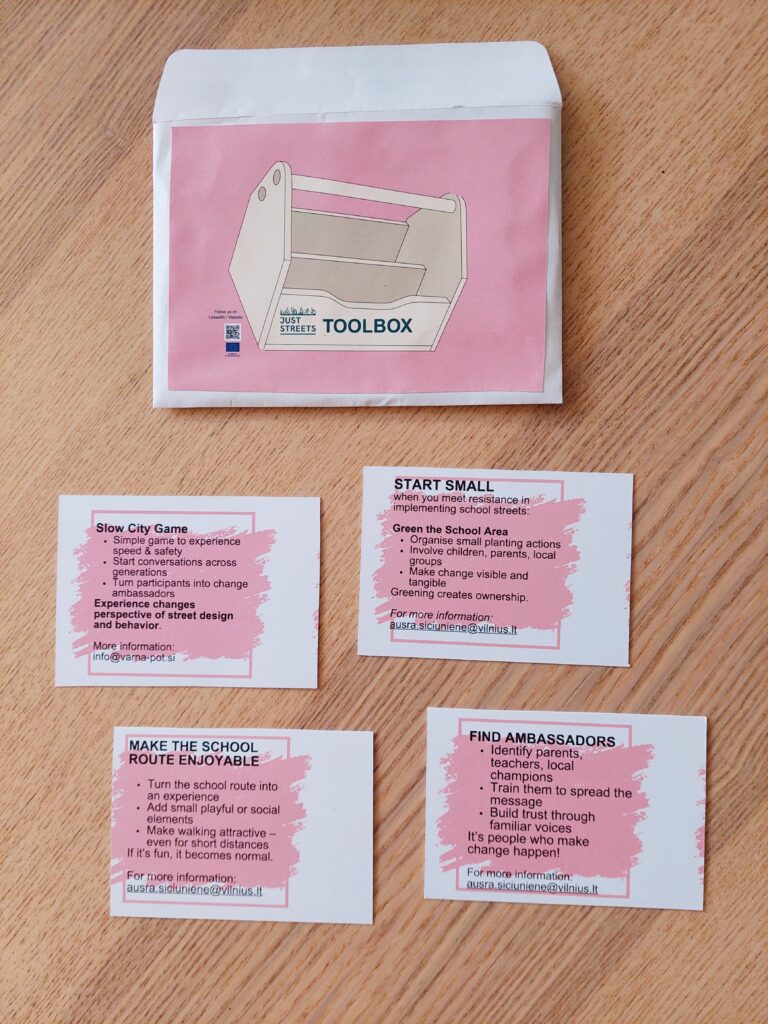 Follow us on
LinkedIN / Website
JUST
STREETS
TOOLBOX
Slow City Game
• Simple game to experience
speed & safety
• Start conversations across
generations
• Turn participants into change
ambassadors
Experience changes
perspective of street design
and behavior.
More information:
info@varna-pot.si
START SMALL
when you meet resistance in
implementing school streets:
Green the School Area
• Organise small planting actions
• Involve children, parents, local
groups
• Make change visible and
tangible
Greening creates ownership.
For more information:
ausra.siciuniene@vilnius.lt
MAKE THE SCHOOL
ROUTE ENJOYABLE
• Turn the school route into
an experience
• Add small playful or social
elements
• Make walking attractive –
even for short distances
If it's fun, it becomes normal.
For more information:
ausra.siciuniene@vilnius.lt
FIND AMBASSADORS
• Identify parents,
teachers, local
champions
• Train them to spread the
message
• Build trust through
familiar voices
It's people who make
change happen!
For more information:
ausra.siciuniene@vilnius.lt